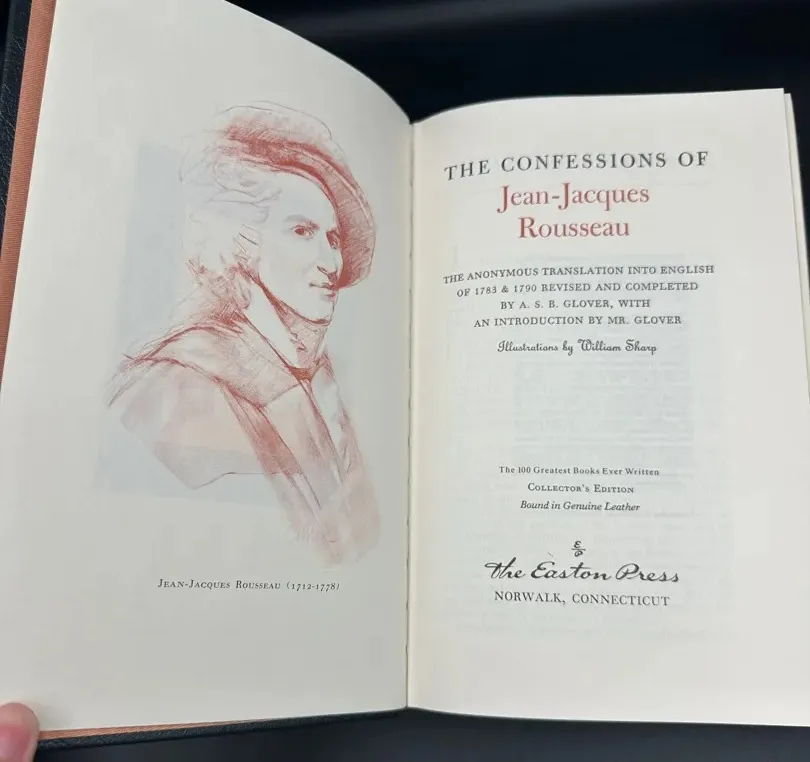 JEAN-JACQUES ROUSSEAU (1712-1778)
THE CONFESSIONS OF
Jean-Jacques
Rousseau
THE ANONYMOUS TRANSLATION INTO ENGLISH
OF 1783 & 1790 REVISED AND COMPLETED
BY A. S. B. GLOVER, WITH
AN INTRODUCTION BY MR. GLOVER
Illustrations by William Sharp
The 100 Greatest Books Ever Written
COLLECTOR'S EDITION
Bound in Genuine Leather
E/P
The Easton Press
NORWALK, CONNECTICUT